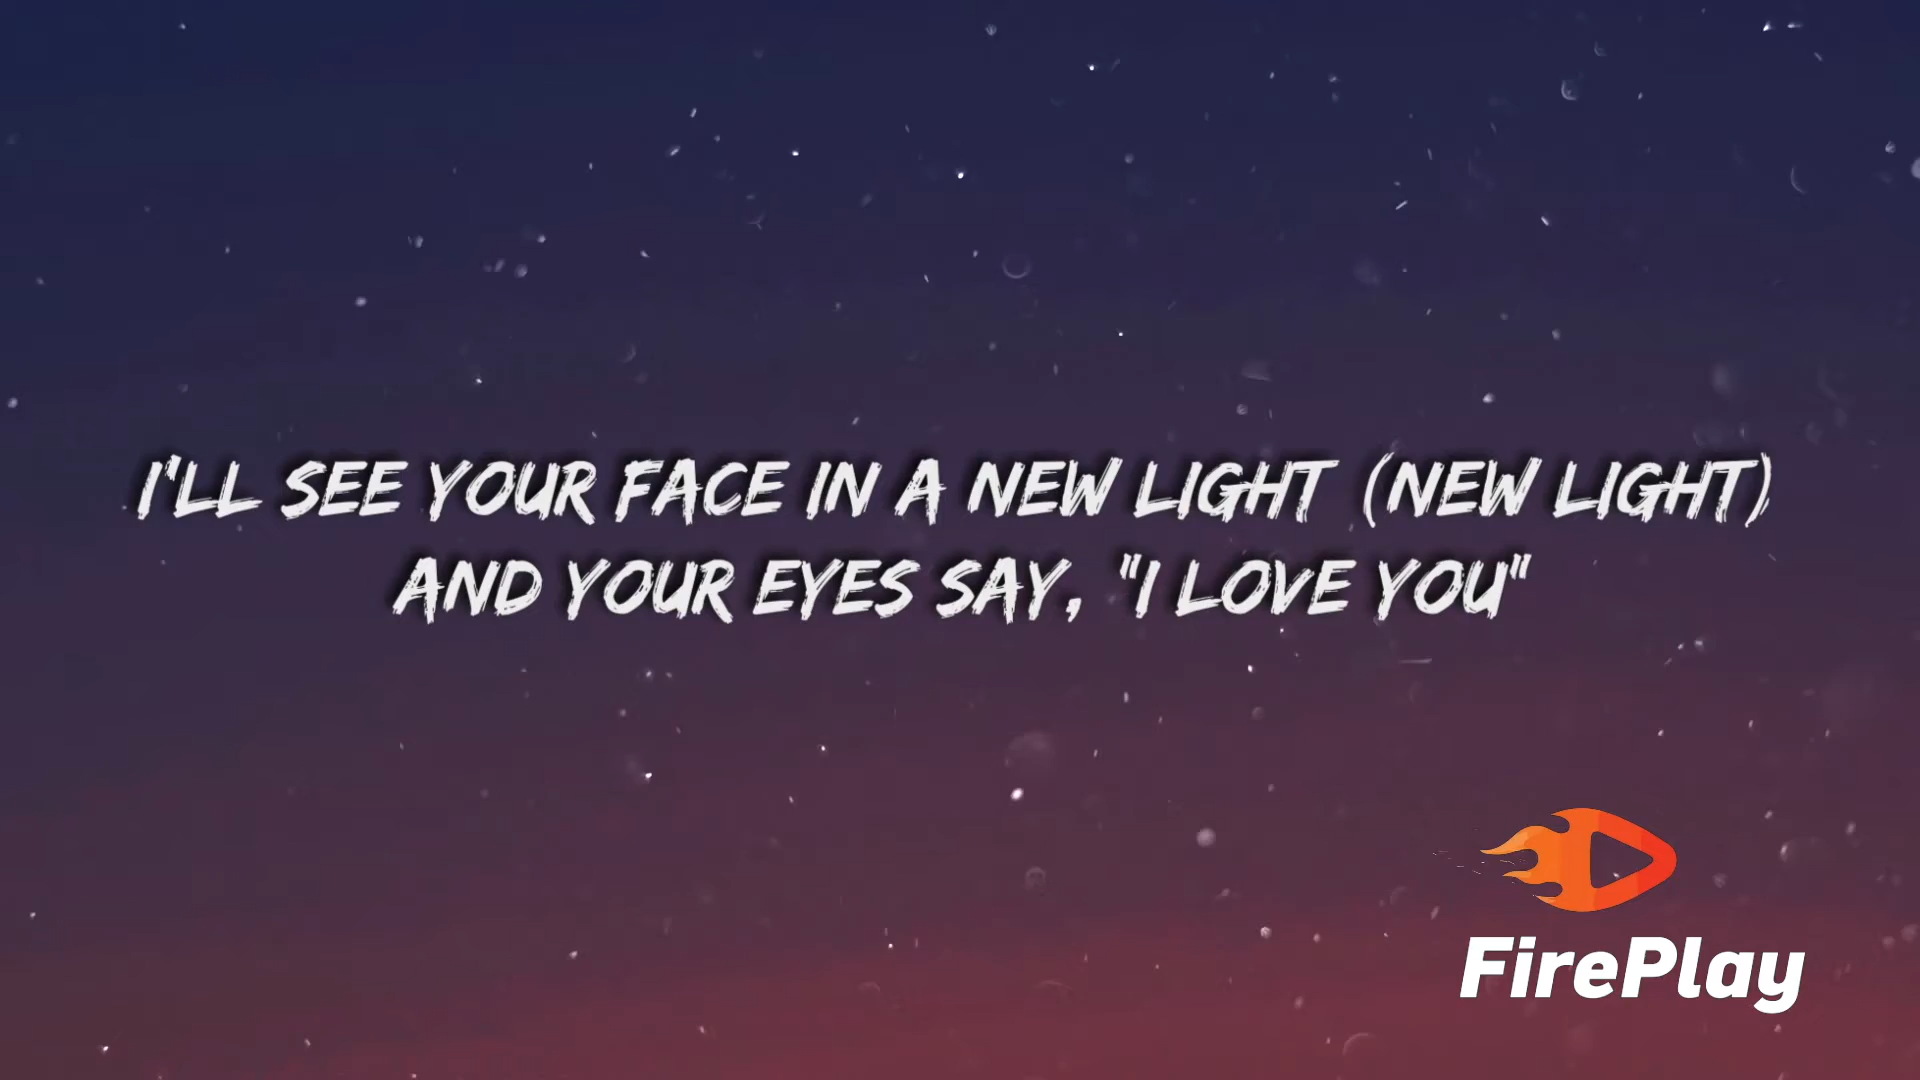 I'LL SEE YOUR FACE IN A NEW LIGHT (NEW LIGHT)
AND YOUR EYES SAY, "I LOVE YOU"
FirePlay